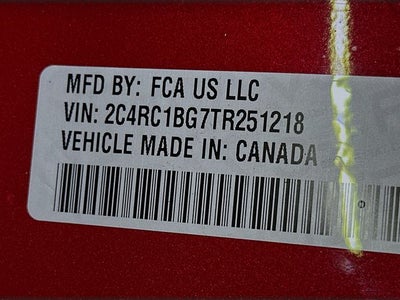 MFD BY: FCA US LLC
VIN: 2C4RC1BG7TR251218
VEHICLE MADE IN: CANADA